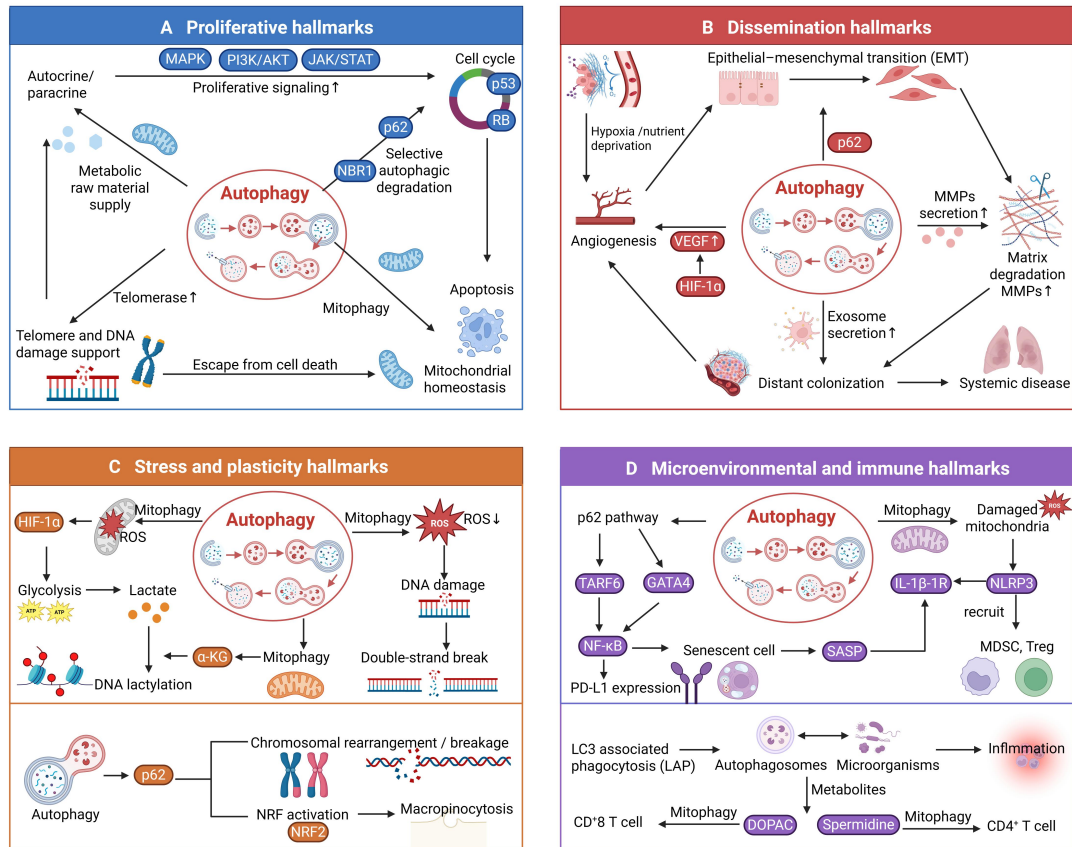 A Proliferative hallmarks
MAPK
PI3K/AKT
JAK/STAT
Autocrine/
paracrine
Proliferative signaling↑
Cell cycle
p53
RB
p62
NBR1
Selective
autophagic
degradation
Metabolic
raw material
supply
Autophagy
Telomerase↑
Mitophagy
Apoptosis
Telomere and DNA
damage support
Escape from cell death
Mitochondrial
homeostasis
B Dissemination hallmarks
Epithelial–mesenchymal transition (EMT)
Hypoxia /nutrient
deprivation
p62
Autophagy
Angiogenesis
VEGF↑
HIF-1α
MMPs
secretion↑
Matrix
degradation
MMPs↑
Exosome
secretion↑
Distant colonization
Systemic disease
C Stress and plasticity hallmarks
HIF-1α
ROS
Mitophagy
Autophagy
Mitophagy
ROS
ROS↓
Glycolysis
ATP
ATP
Lactate
DNA damage
α-KG
Mitophagy
Double-strand break
DNA lactylation
Autophagy
p62
Chromosomal rearrangement / breakage
NRF activation
NRF2
Macropinocytosis
D Microenvironmental and immune hallmarks
p62 pathway
Autophagy
Mitophagy
Damaged
mitochondria
ROS
TARF6
GATA4
IL-1β-1R
NLRP3
recruit
NF-κB
Senescent cell
SASP
MDSC, Treg
PD-L1 expression
LC3 associated
phagocytosis (LAP)
Autophagosomes
Microorganisms
Inflmmation
Metabolites
CD⁺8 T cell
Mitophagy
DOPAC
Spermidine
Mitophagy
CD4⁺ T cell